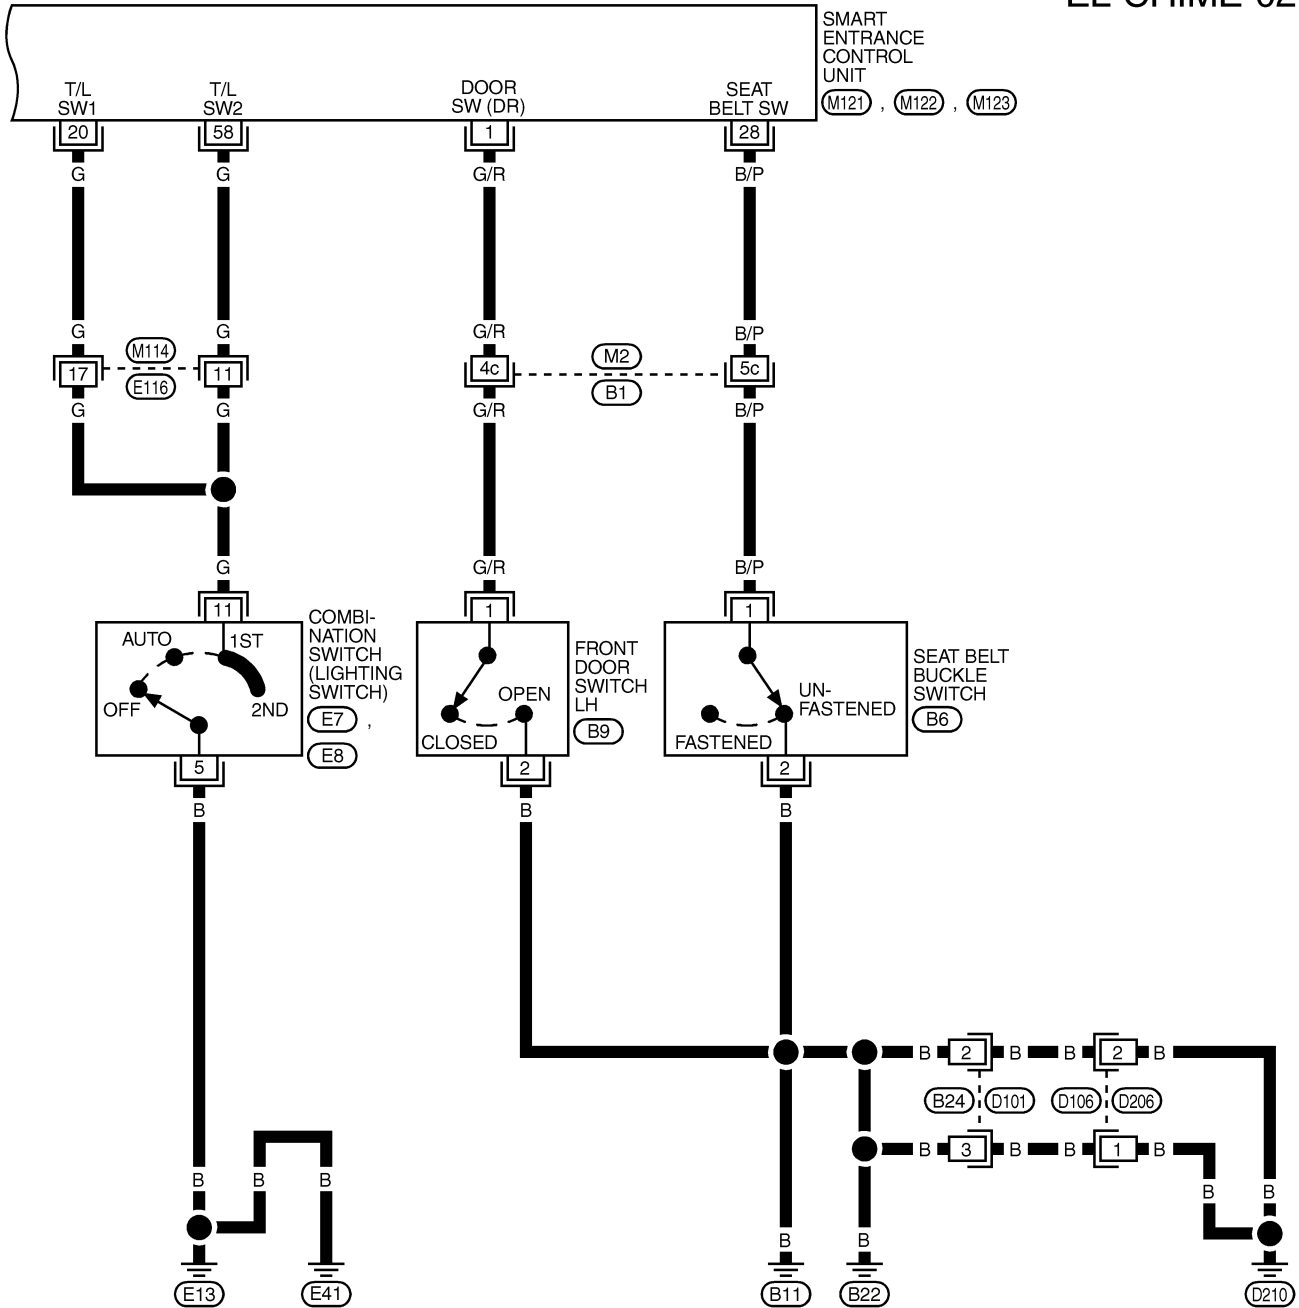 SMART
ENTRANCE
CONTROL
UNIT
M121 , M122 , M123
T/L
SW1
T/L
SW2
DOOR
SW (DR)
SEAT
BELT SW
20
58
1
28
G
G
G/R
B/P
G
G
G/R
B/P
17
M114
E116
11
4c
M2
B1
5c
G
G
G/R
B/P
G
G/R
B/P
11
1
1
COMBI-
NATION
SWITCH
(LIGHTING
SWITCH)
E7 ,
E8
AUTO
1ST
OFF
2ND
FRONT
DOOR
SWITCH
LH
B9
OPEN
CLOSED
SEAT BELT
BUCKLE
SWITCH
B6
UN-
FASTENED
FASTENED
5
2
2
B
B
B
B 2 B B 2 B
B24 D101 D106 D206
B 3 B B 1 B
B
B
B
B
B
B
B
E13
E41
B11
B22
D210